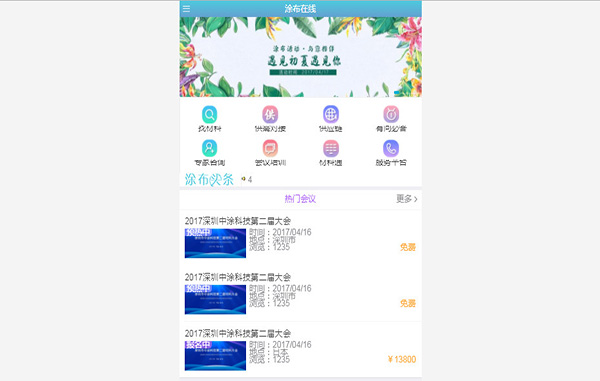 涂布在线
涂布活动·与您相伴
遇见初夏遇见你
找材料 供需对接 供应链 有问必答
专家咨询 会议培训 材料通 服务平台
涂布头条 4
热门会议 更多
2017深圳中涂科技第二届大会
预热中
时间：2017/04/16
地点：深圳市
浏览：1235
免费
2017深圳中涂科技第二届大会
预热中
时间：2017/04/16
地点：深圳市
浏览：1235
免费
2017深圳中涂科技第二届大会
报名中
时间：2017/04/16
地点：日本
浏览：1235
￥13800